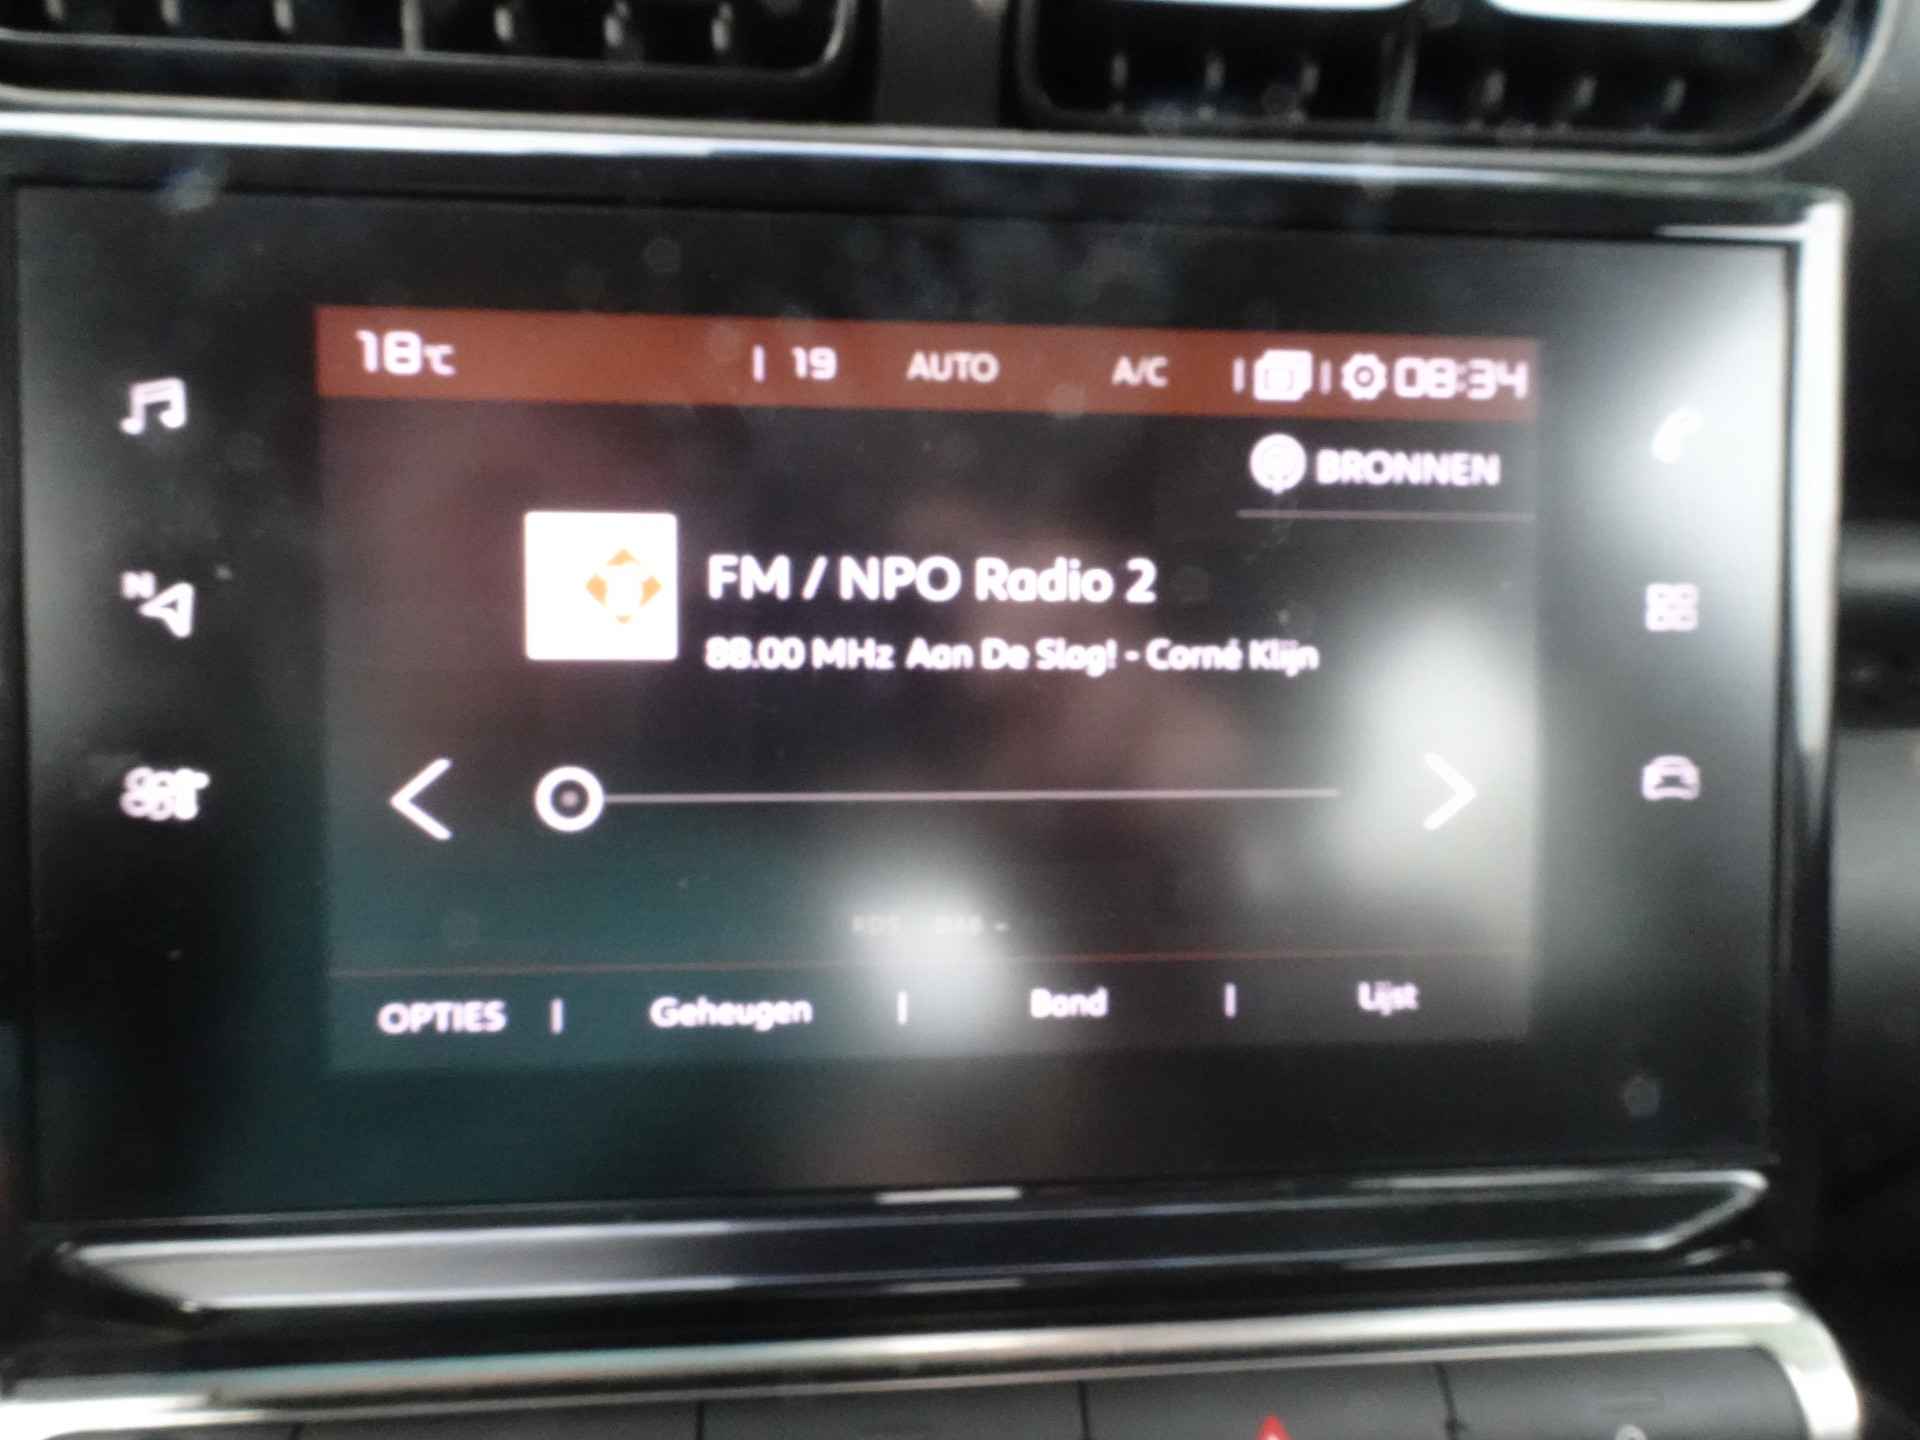 18°C | 19 AUTO A/C | | 08:34
BRONNEN
N
FM / NPO Radio 2
88.00 MHz Aan De Slag! - Corné Klijn
OPTIES | Geheugen | Band | Lijst